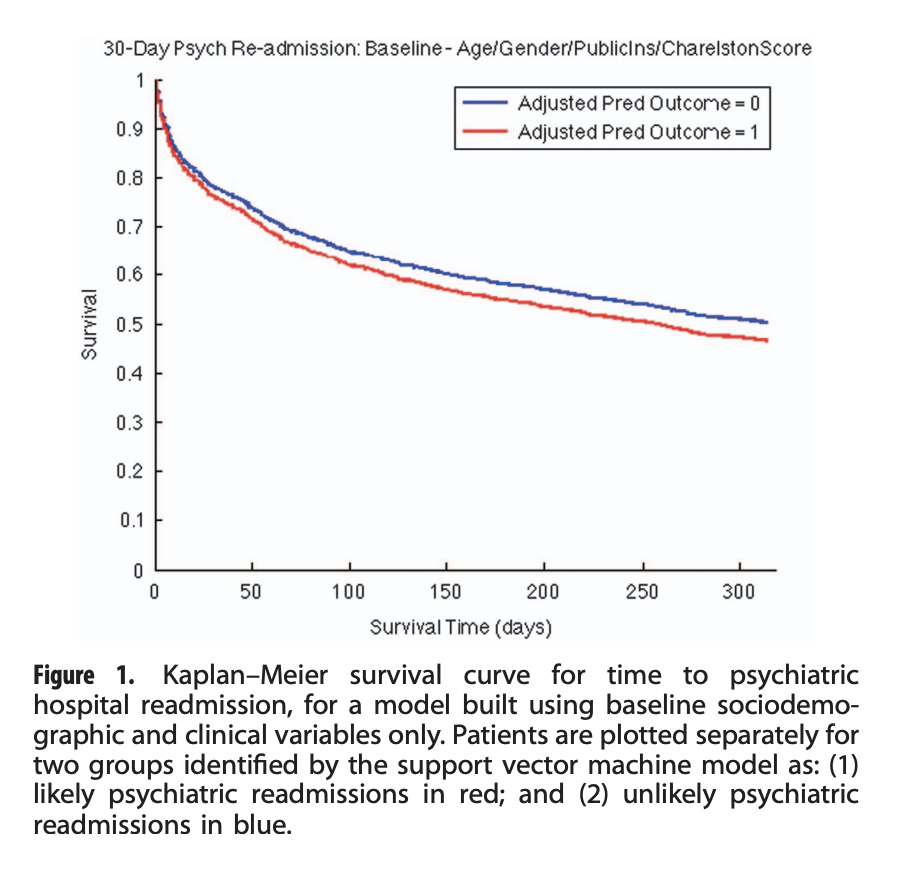 30-Day Psych Re-admission: Baseline - Age/Gender/PublicIns/CharelstonScore
Adjusted Pred Outcome = 0
Adjusted Pred Outcome = 1
1
0.9
0.8
0.7
0.6
0.5
0.4
0.3
0.2
0.1
0
Survival
0 50 100 150 200 250 300
Survival Time (days)
Figure 1. Kaplan–Meier survival curve for time to psychiatric
hospital readmission, for a model built using baseline sociodemo-
graphic and clinical variables only. Patients are plotted separately for
two groups identified by the support vector machine model as: (1)
likely psychiatric readmissions in red; and (2) unlikely psychiatric
readmissions in blue.